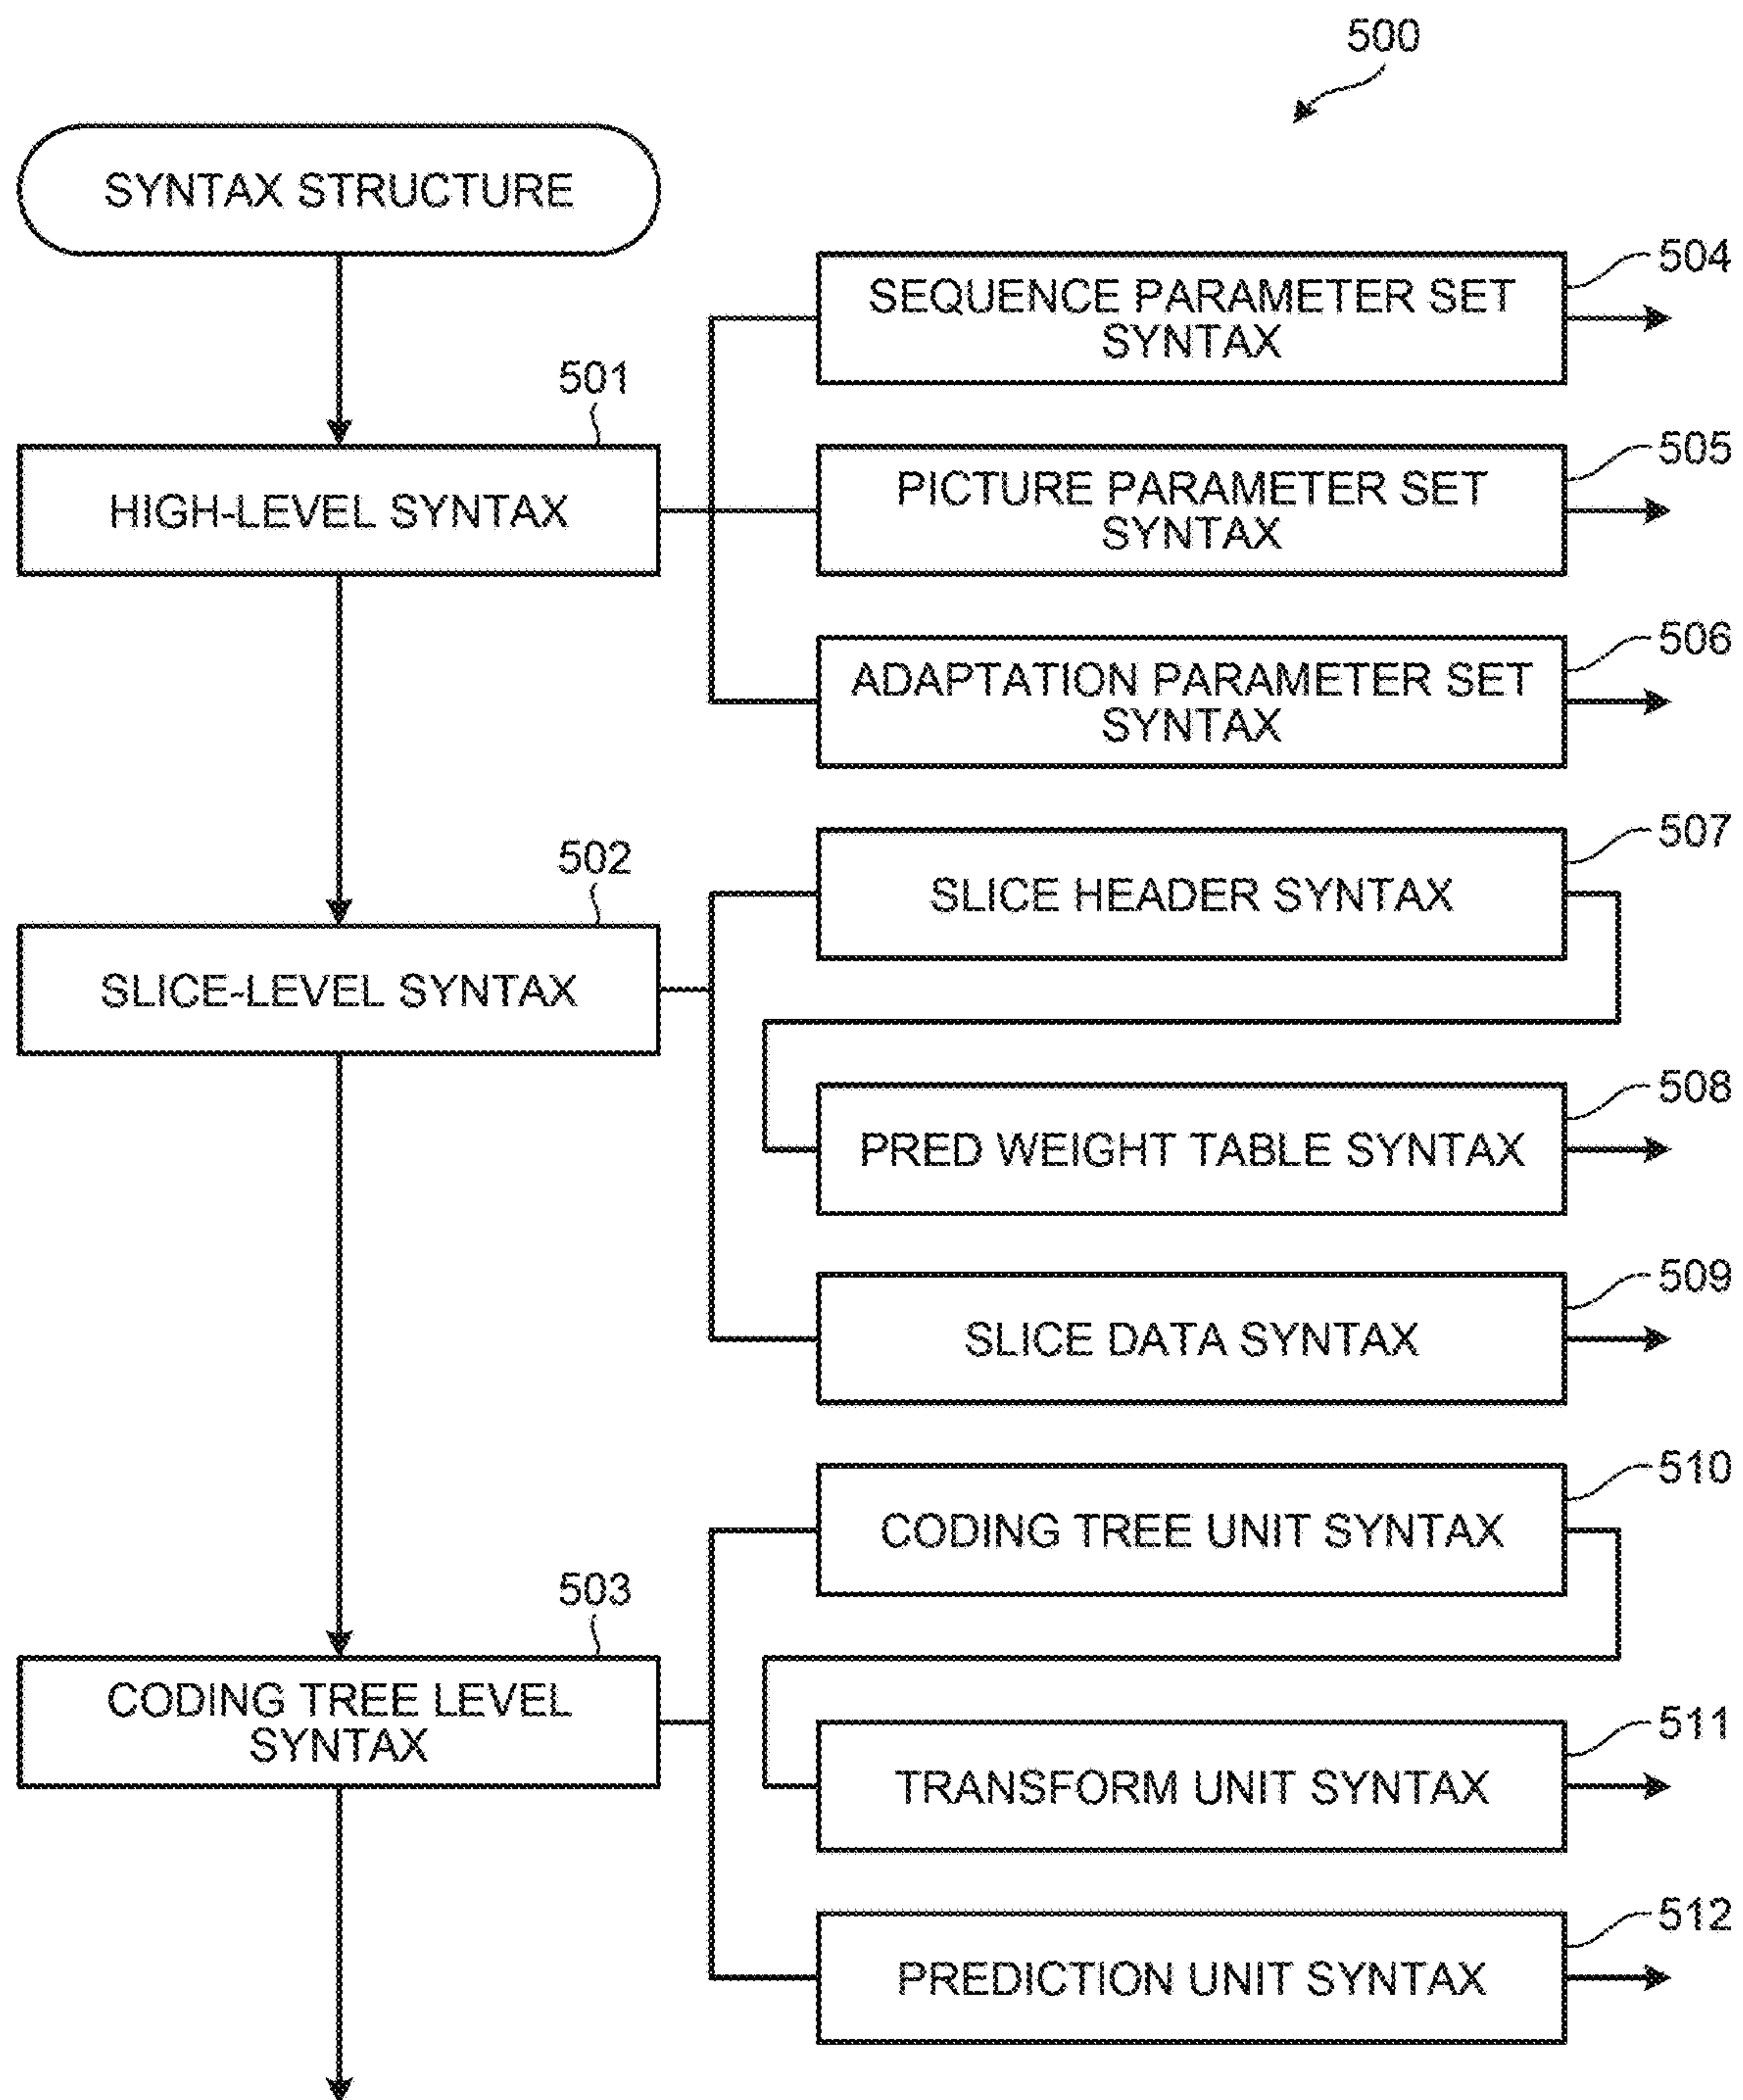 500
SYNTAX STRUCTURE
504
SEQUENCE PARAMETER SET
SYNTAX
501
HIGH-LEVEL SYNTAX
505
PICTURE PARAMETER SET
SYNTAX
506
ADAPTATION PARAMETER SET
SYNTAX
502
SLICE-LEVEL SYNTAX
507
SLICE HEADER SYNTAX
508
PRED WEIGHT TABLE SYNTAX
509
SLICE DATA SYNTAX
503
CODING TREE LEVEL
SYNTAX
510
CODING TREE UNIT SYNTAX
511
TRANSFORM UNIT SYNTAX
512
PREDICTION UNIT SYNTAX